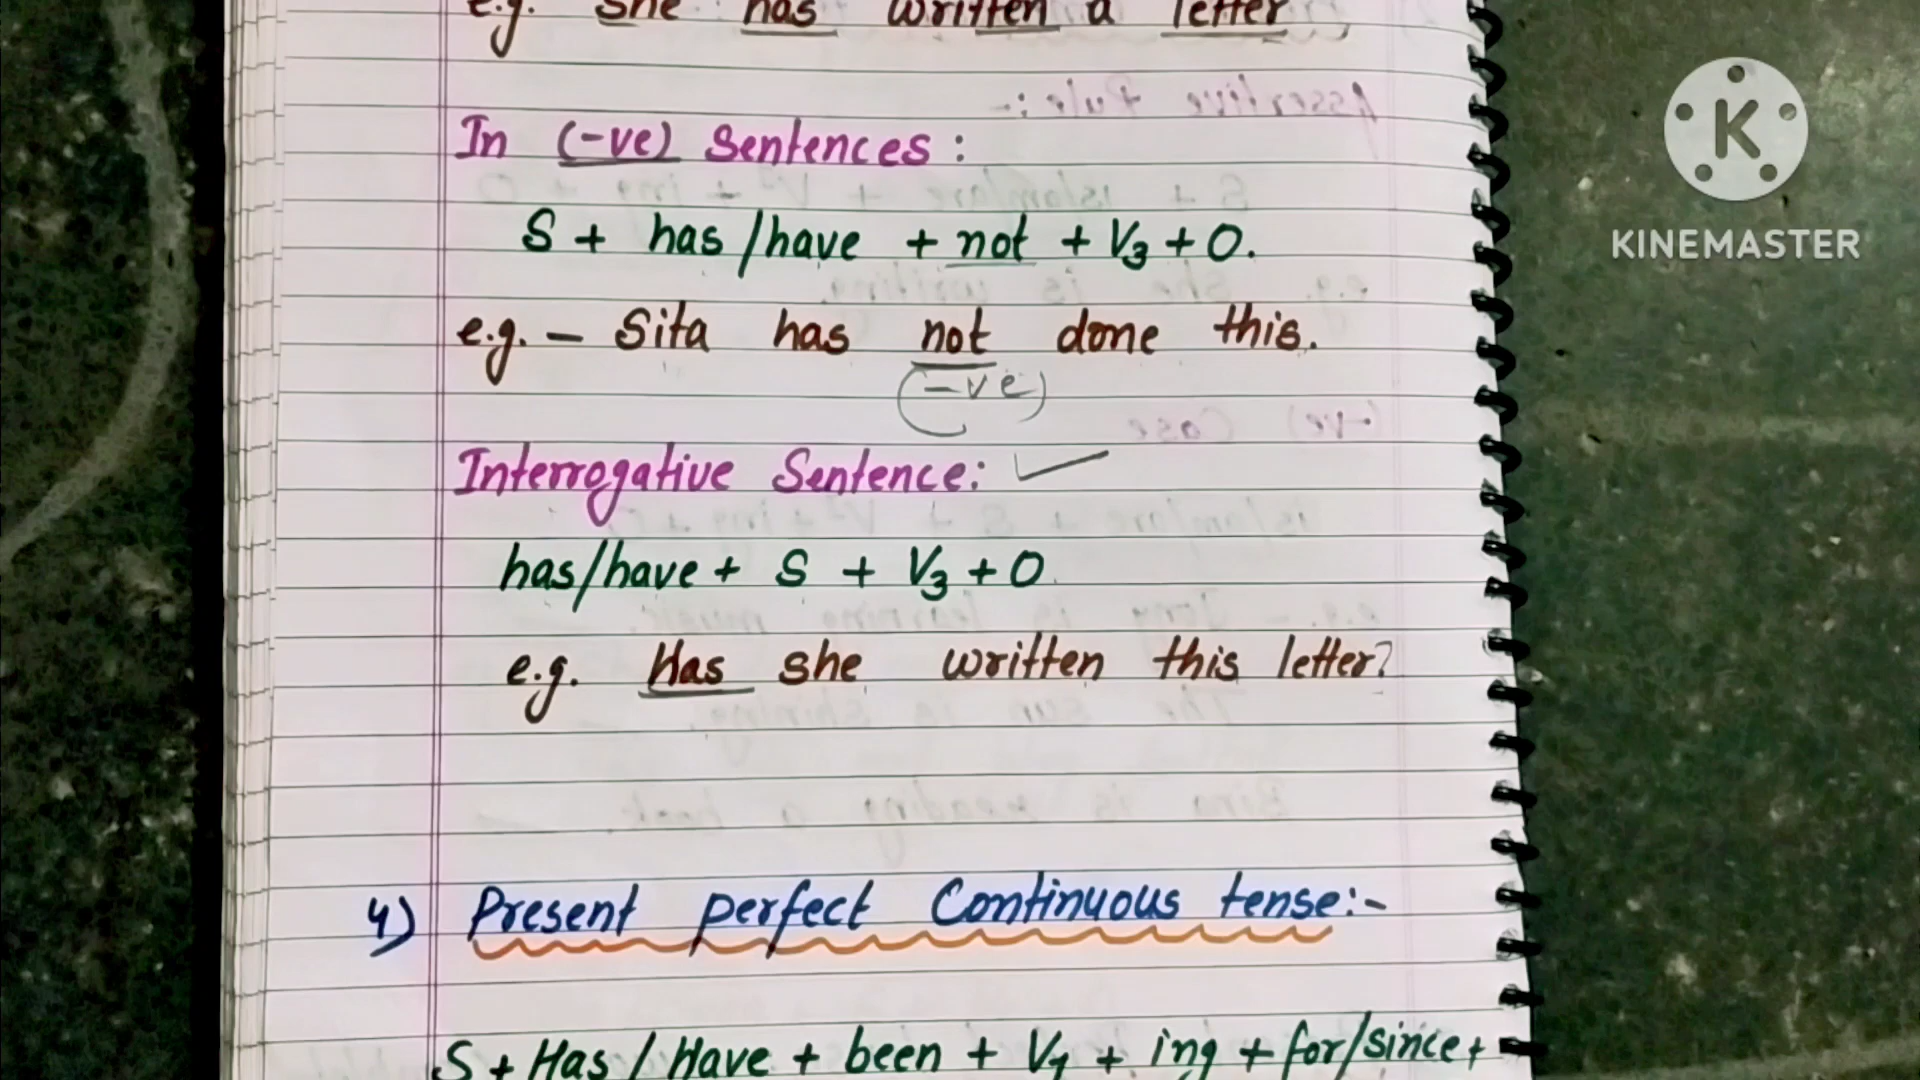 e.g. She has written a letter
In (-ve) Sentences:
S + has/have + not + V3 + O.
e.g. - Sita has not done this.
(-ve)
Interrogative Sentence:
has/have + S + V3 + O
e.g. Has she written this letter?
4) Present perfect Continuous tense:-
S + Has / Have + been + V1 + ing + for/since +
K
KINEMASTER